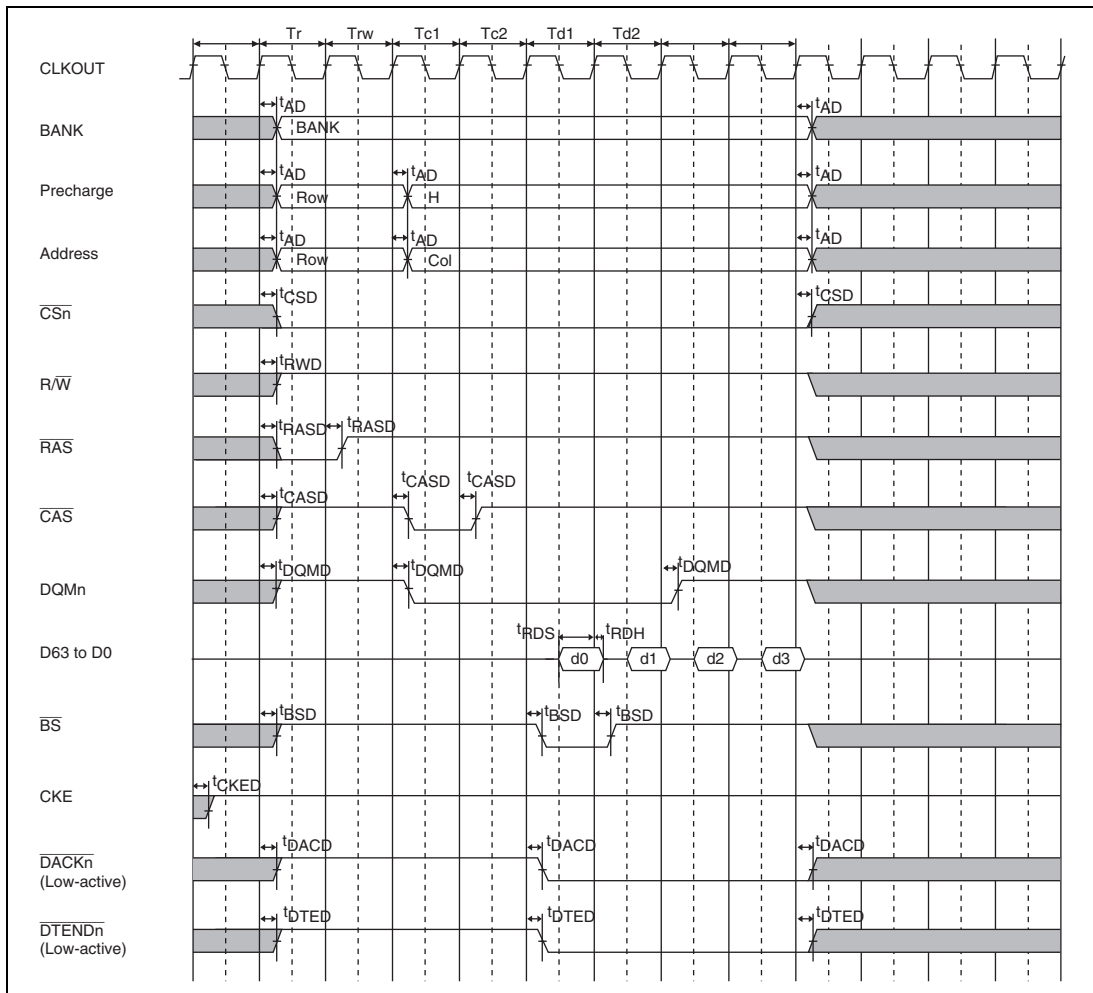 Tr Trw Tc1 Tc2 Td1 Td2
CLKOUT
tAD tAD
BANK BANK
tAD tAD tAD
Precharge Row H
tAD tAD tAD
Address Row Col
tCSD tCSD
CSn
tRWD
R/W
tRASD tRASD
RAS
tCASD tCASD tCASD
CAS
tDQMD tDQMD tDQMD
DQMn
tRDS tRDH
D63 to D0 d0 d1 d2 d3
tBSD tBSD tBSD
BS
tCKED
CKE
tDACD tDACD tDACD
DACKn
(Low-active)
tDTED tDTED tDTED
DTENDn
(Low-active)